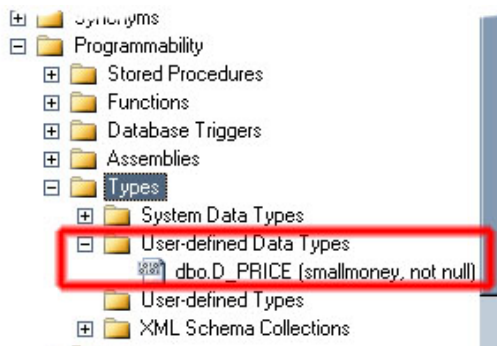 Synonyms
Programmability
Stored Procedures
Functions
Database Triggers
Assemblies
Types
System Data Types
User-defined Data Types
dbo.D_PRICE (smallmoney, not null)
User-defined Types
XML Schema Collections